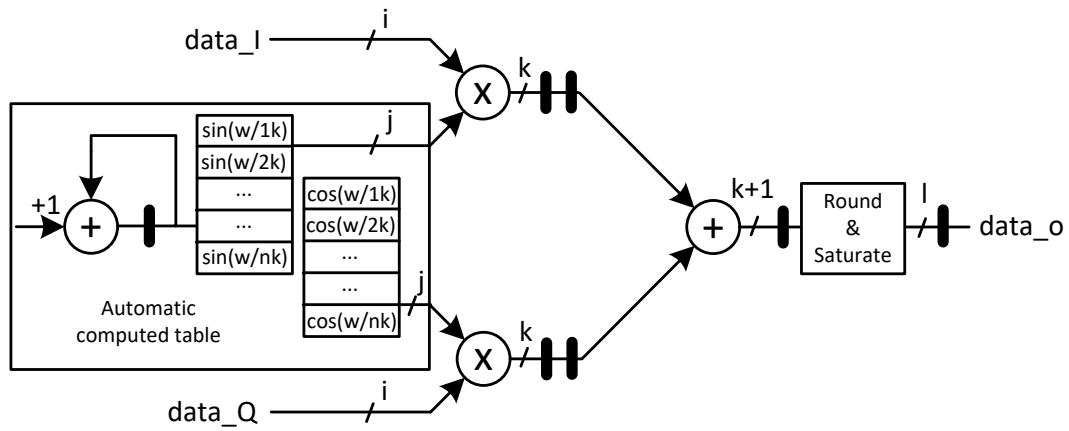 data_I
i
X
k
+1
+
sin(w/1k)
sin(w/2k)
...
...
sin(w/nk)
j
cos(w/1k)
cos(w/2k)
...
...
cos(w/nk)
j
Automatic
computed table
data_Q
i
X
k
+
k+1
Round
&
Saturate
l
data_o